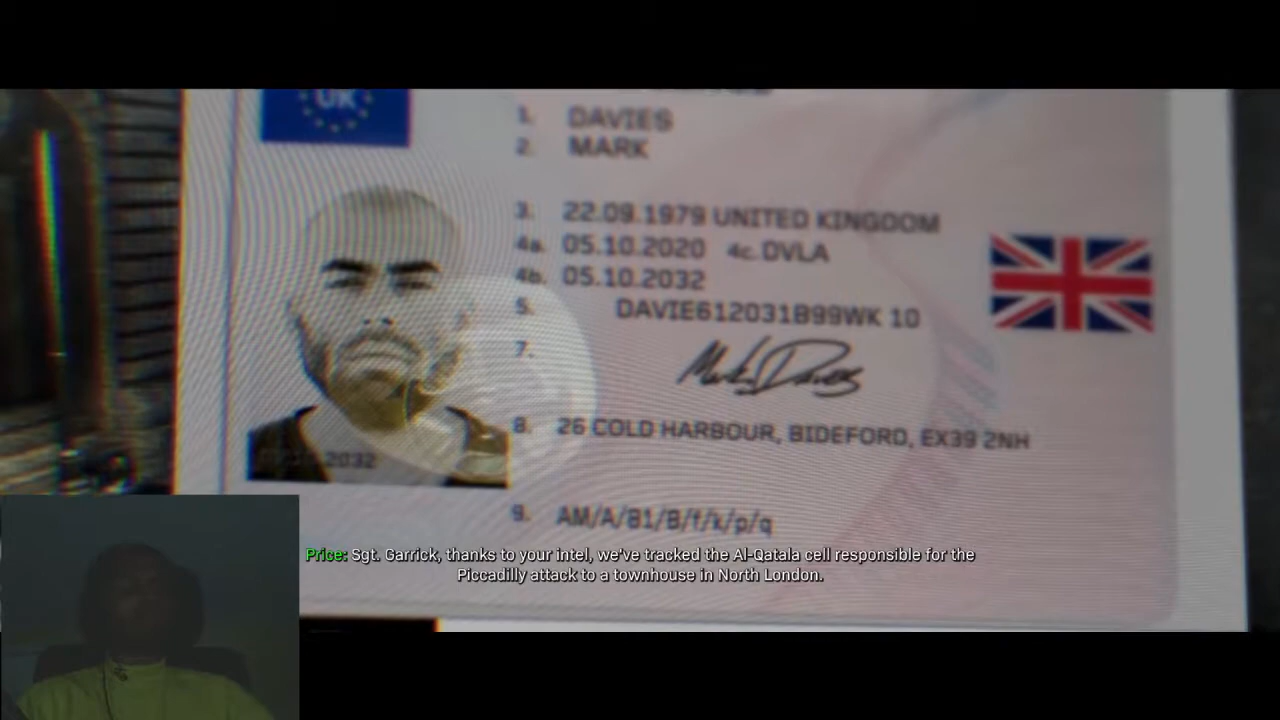 UK
1. DAVIES
2. MARK
3. 22.09.1979 UNITED KINGDOM
4a. 05.10.2020 4c. DVLA
4b. 05.10.2032
5. DAVIE612031B99WK 10
7. Mark Davies
8. 26 COLD HARBOUR, BIDEFORD, EX39 2NH
2032
9. AM/A/B1/B/f/k/p/q
Price: Sgt. Garrick, thanks to your intel, we've tracked the Al-Qatala cell responsible for the
Piccadilly attack to a townhouse in North London.